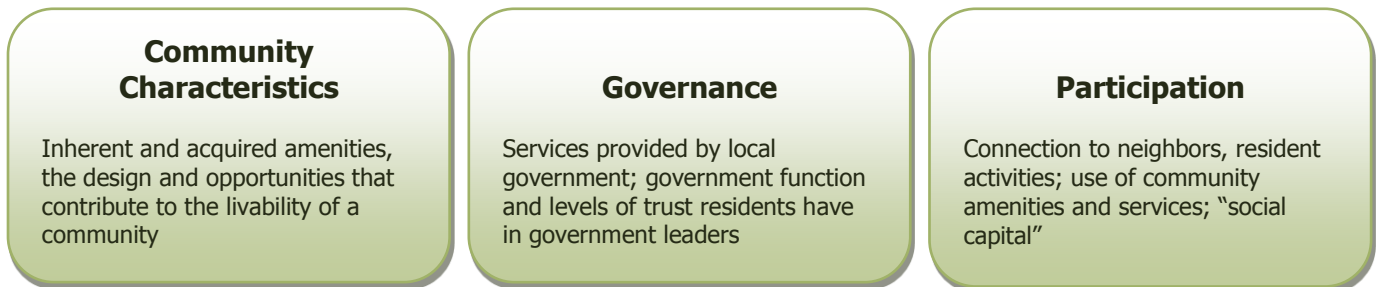 Community
Characteristics
Inherent and acquired amenities,
the design and opportunities that
contribute to the livability of a
community
Governance
Services provided by local
government; government function
and levels of trust residents have
in government leaders
Participation
Connection to neighbors, resident
activities; use of community
amenities and services; “social
capital”